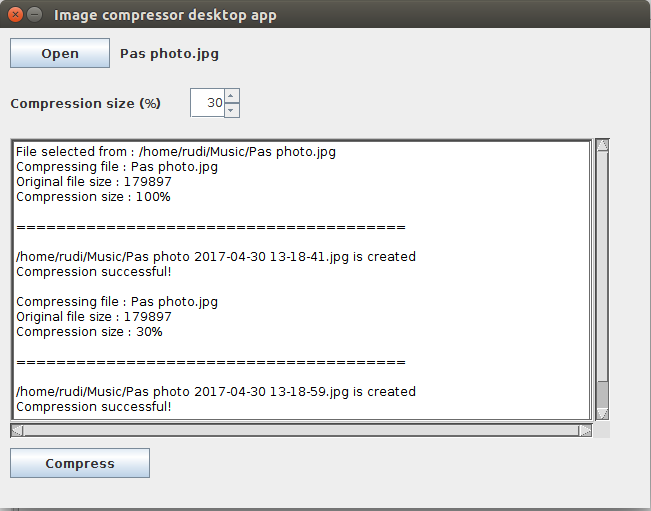 Image compressor desktop app
Open Pas photo.jpg
Compression size (%) 30
File selected from : /home/rudi/Music/Pas photo.jpg
Compressing file : Pas photo.jpg
Original file size : 179897
Compression size : 100%
=======================================
/home/rudi/Music/Pas photo 2017-04-30 13-18-41.jpg is created
Compression successful!
Compressing file : Pas photo.jpg
Original file size : 179897
Compression size : 30%
=======================================
/home/rudi/Music/Pas photo 2017-04-30 13-18-59.jpg is created
Compression successful!
Compress